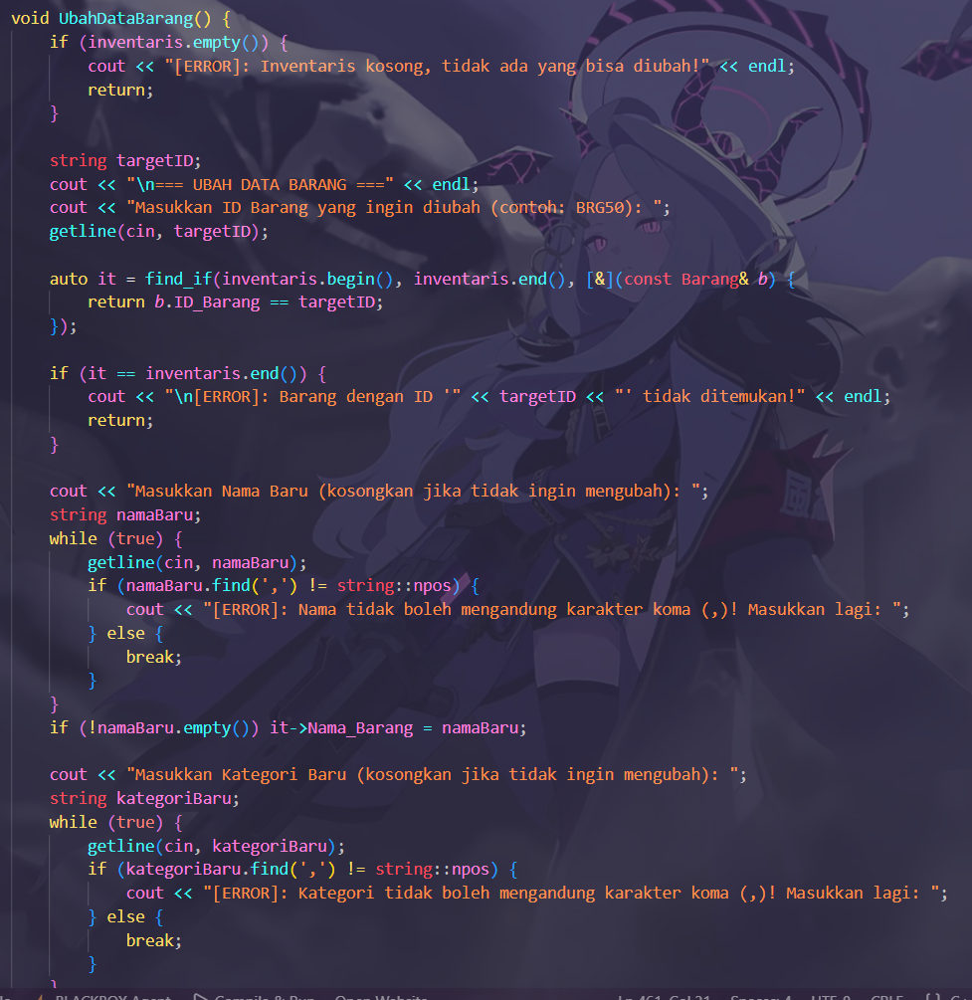 void UbahDataBarang() {
    if (inventaris.empty()) {
        cout << "[ERROR]: Inventaris kosong, tidak ada yang bisa diubah!" << endl;
        return;
    }

    string targetID;
    cout << "\n=== UBAH DATA BARANG ===" << endl;
    cout << "Masukkan ID Barang yang ingin diubah (contoh: BRG50): ";
    getline(cin, targetID);

    auto it = find_if(inventaris.begin(), inventaris.end(), [&](const Barang& b) {
        return b.ID_Barang == targetID;
    });

    if (it == inventaris.end()) {
        cout << "\n[ERROR]: Barang dengan ID '" << targetID << "' tidak ditemukan!" << endl;
        return;
    }

    cout << "Masukkan Nama Baru (kosongkan jika tidak ingin mengubah): ";
    string namaBaru;
    while (true) {
        getline(cin, namaBaru);
        if (namaBaru.find(',') != string::npos) {
            cout << "[ERROR]: Nama tidak boleh mengandung karakter koma (,)! Masukkan lagi: ";
        } else {
            break;
        }
    }
    if (!namaBaru.empty()) it->Nama_Barang = namaBaru;

    cout << "Masukkan Kategori Baru (kosongkan jika tidak ingin mengubah): ";
    string kategoriBaru;
    while (true) {
        getline(cin, kategoriBaru);
        if (kategoriBaru.find(',') != string::npos) {
            cout << "[ERROR]: Kategori tidak boleh mengandung karakter koma (,)! Masukkan lagi: ";
        } else {
            break;
        }
    }
風
BLACKBOX Agent Compile & Run Open Website Ln 461, Col 21 Spaces: 4 UTF-8 CRLF { }